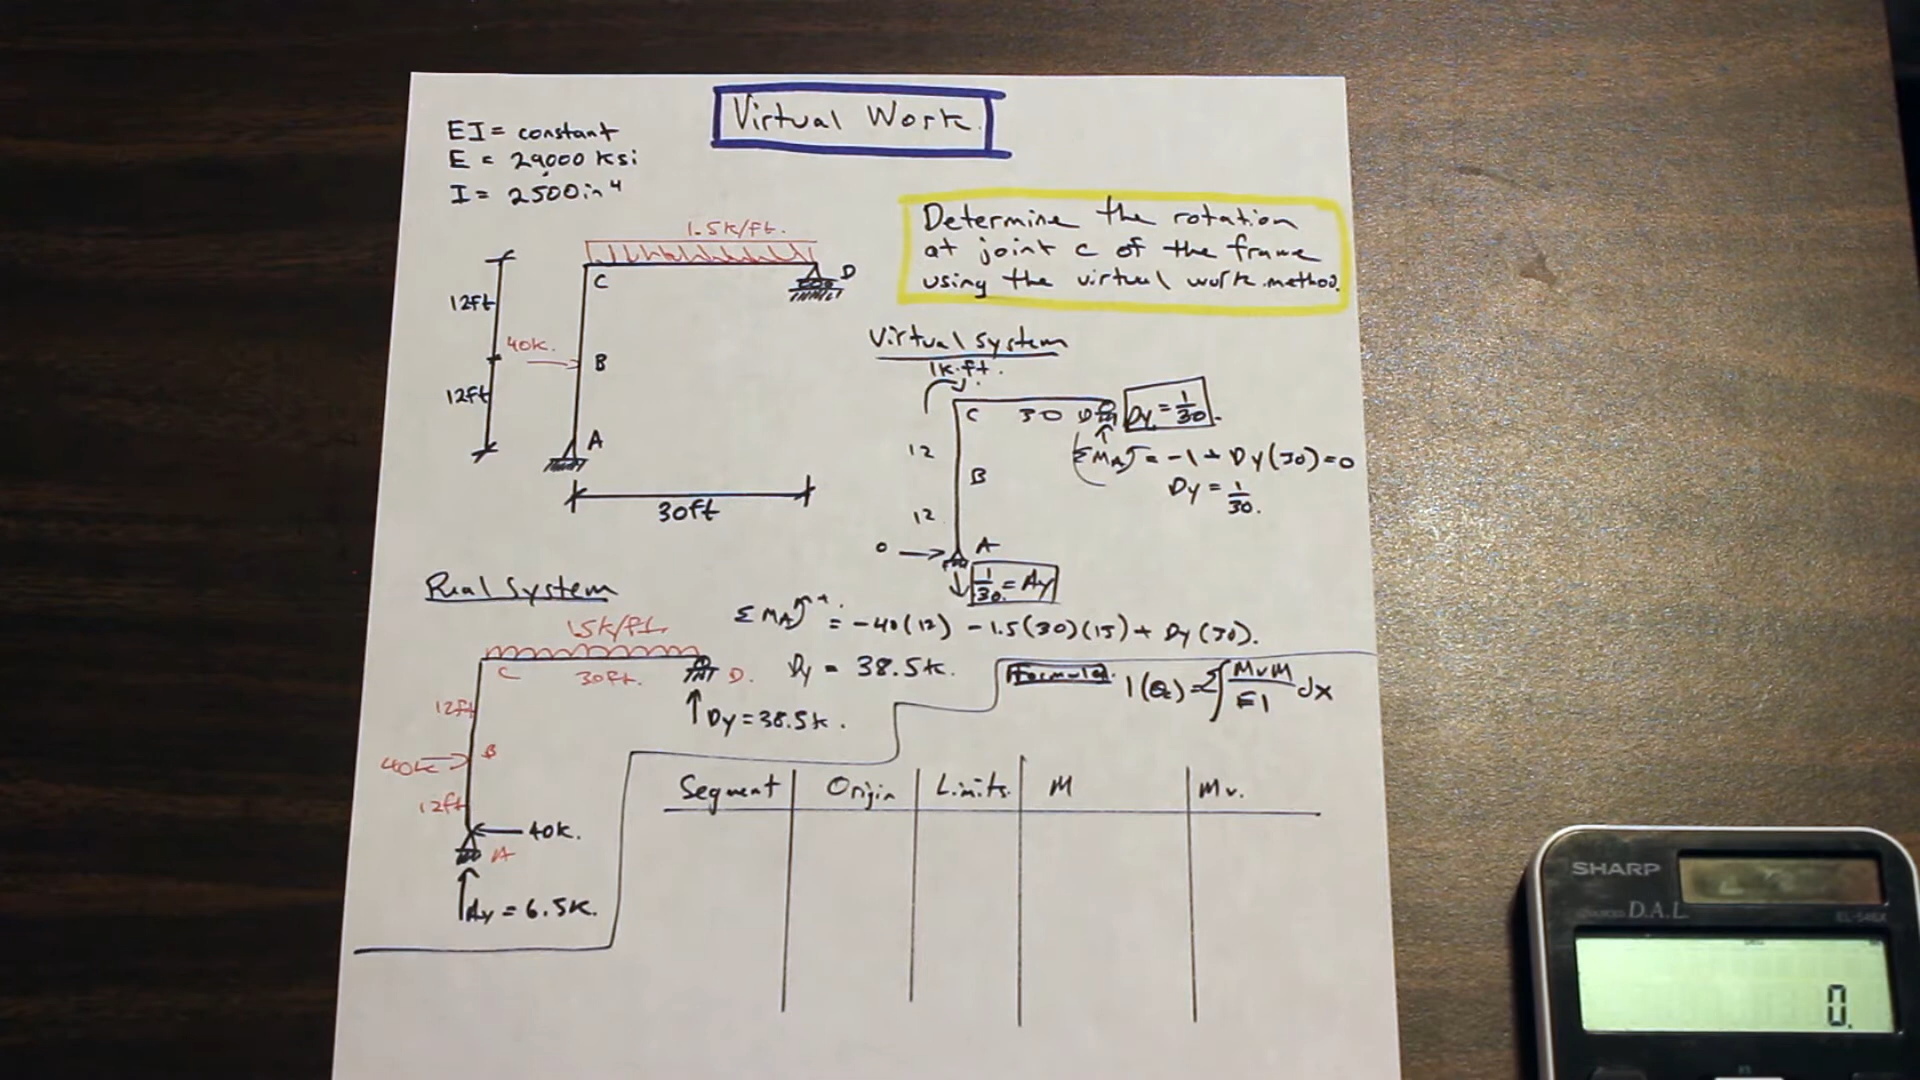 Virtual Work.
EI = constant
E = 29000 ksi
I = 2500 in⁴
Determine the rotation
at joint c of the frame
using the virtual work method.
1.5k/ft.
C
D
12ft
40k.
B
12ft
A
30ft
Virtual System
1k.ft.
C 30 D Dy = 1/30.
12
ΣMA = -1 + Dy(30) = 0
B
Dy = 1/30.
12
0 → A
1/30. = Ay
Real System
ΣMA + = -40(12) - 1.5(30)(15) + Dy(30).
1.5k/ft.
C 30ft. D.
Dy = 38.5k.
Formula: 1(θc) = Σ∫ MvM/EI dx
12ft
Dy = 38.5k.
40k B
12ft
40k.
A
Ay = 6.5k.
Segment Origin Limits M Mv.
SHARP
D.A.L.
0.